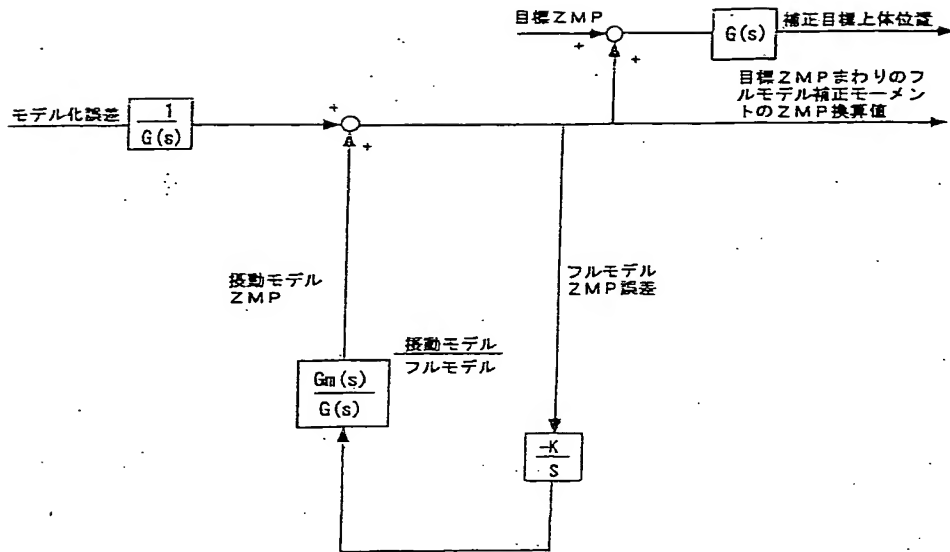 目標ZMP
+
+
G(s)
補正目標上体位置
目標ZMPまわりのフ
ルモデル補正モーメン
トのZMP換算値
モデル化誤差
1
G(s)
+
+
摂動モデル
ZMP
フルモデル
ZMP誤差
摂動モデル
フルモデル
Gm(s)
G(s)
-K
S